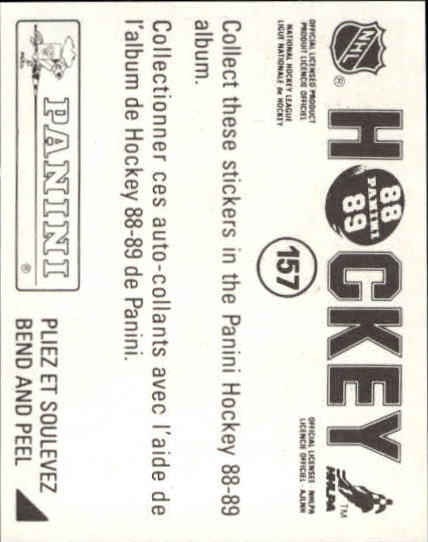 NHL
®
OFFICIAL LICENSED PRODUCT
PRODUIT LICENCIÉ OFFICIEL
NATIONAL HOCKEY LEAGUE
LIGUE NATIONALE de HOCKEY
HOCKEY
88
PANINI
89
157
TM
NHLPA
OFFICIAL LICENSEE - NHLPA
LICENCIÉ OFFICIEL - AJLNH
Collect these stickers in the Panini Hockey 88-89
album.
Collectionner ces auto-collants avec l'aide de
l'album de Hockey 88-89 de Panini.
PANINI
®
PLIEZ ET SOULEVEZ
BEND AND PEEL